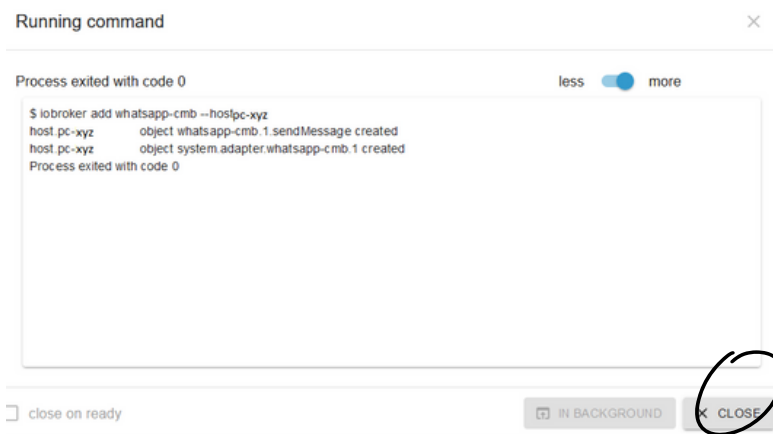 Running command
Process exited with code 0 less more
$ iobroker add whatsapp-cmb --host pc-xyz
host.pc-xyz object whatsapp-cmb.1.sendMessage created
host.pc-xyz object system.adapter.whatsapp-cmb.1 created
Process exited with code 0
close on ready IN BACKGROUND CLOSE